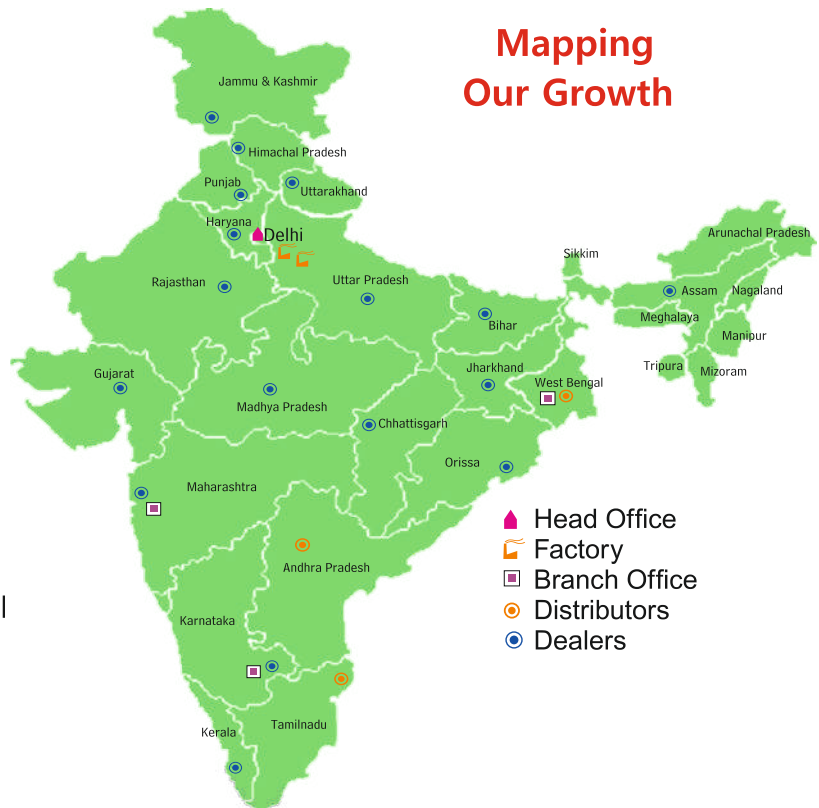 Mapping
Our Growth
Jammu & Kashmir
Himachal Pradesh
Punjab
Uttarakhand
Haryana
Delhi
Arunachal Pradesh
Sikkim
Rajasthan
Uttar Pradesh
Assam
Nagaland
Bihar
Meghalaya
Manipur
Gujarat
Jharkhand
Tripura
Mizoram
West Bengal
Madhya Pradesh
Chhattisgarh
Orissa
Maharashtra
Head Office
Factory
Andhra Pradesh
Branch Office
Distributors
Karnataka
Dealers
Tamilnadu
Kerala